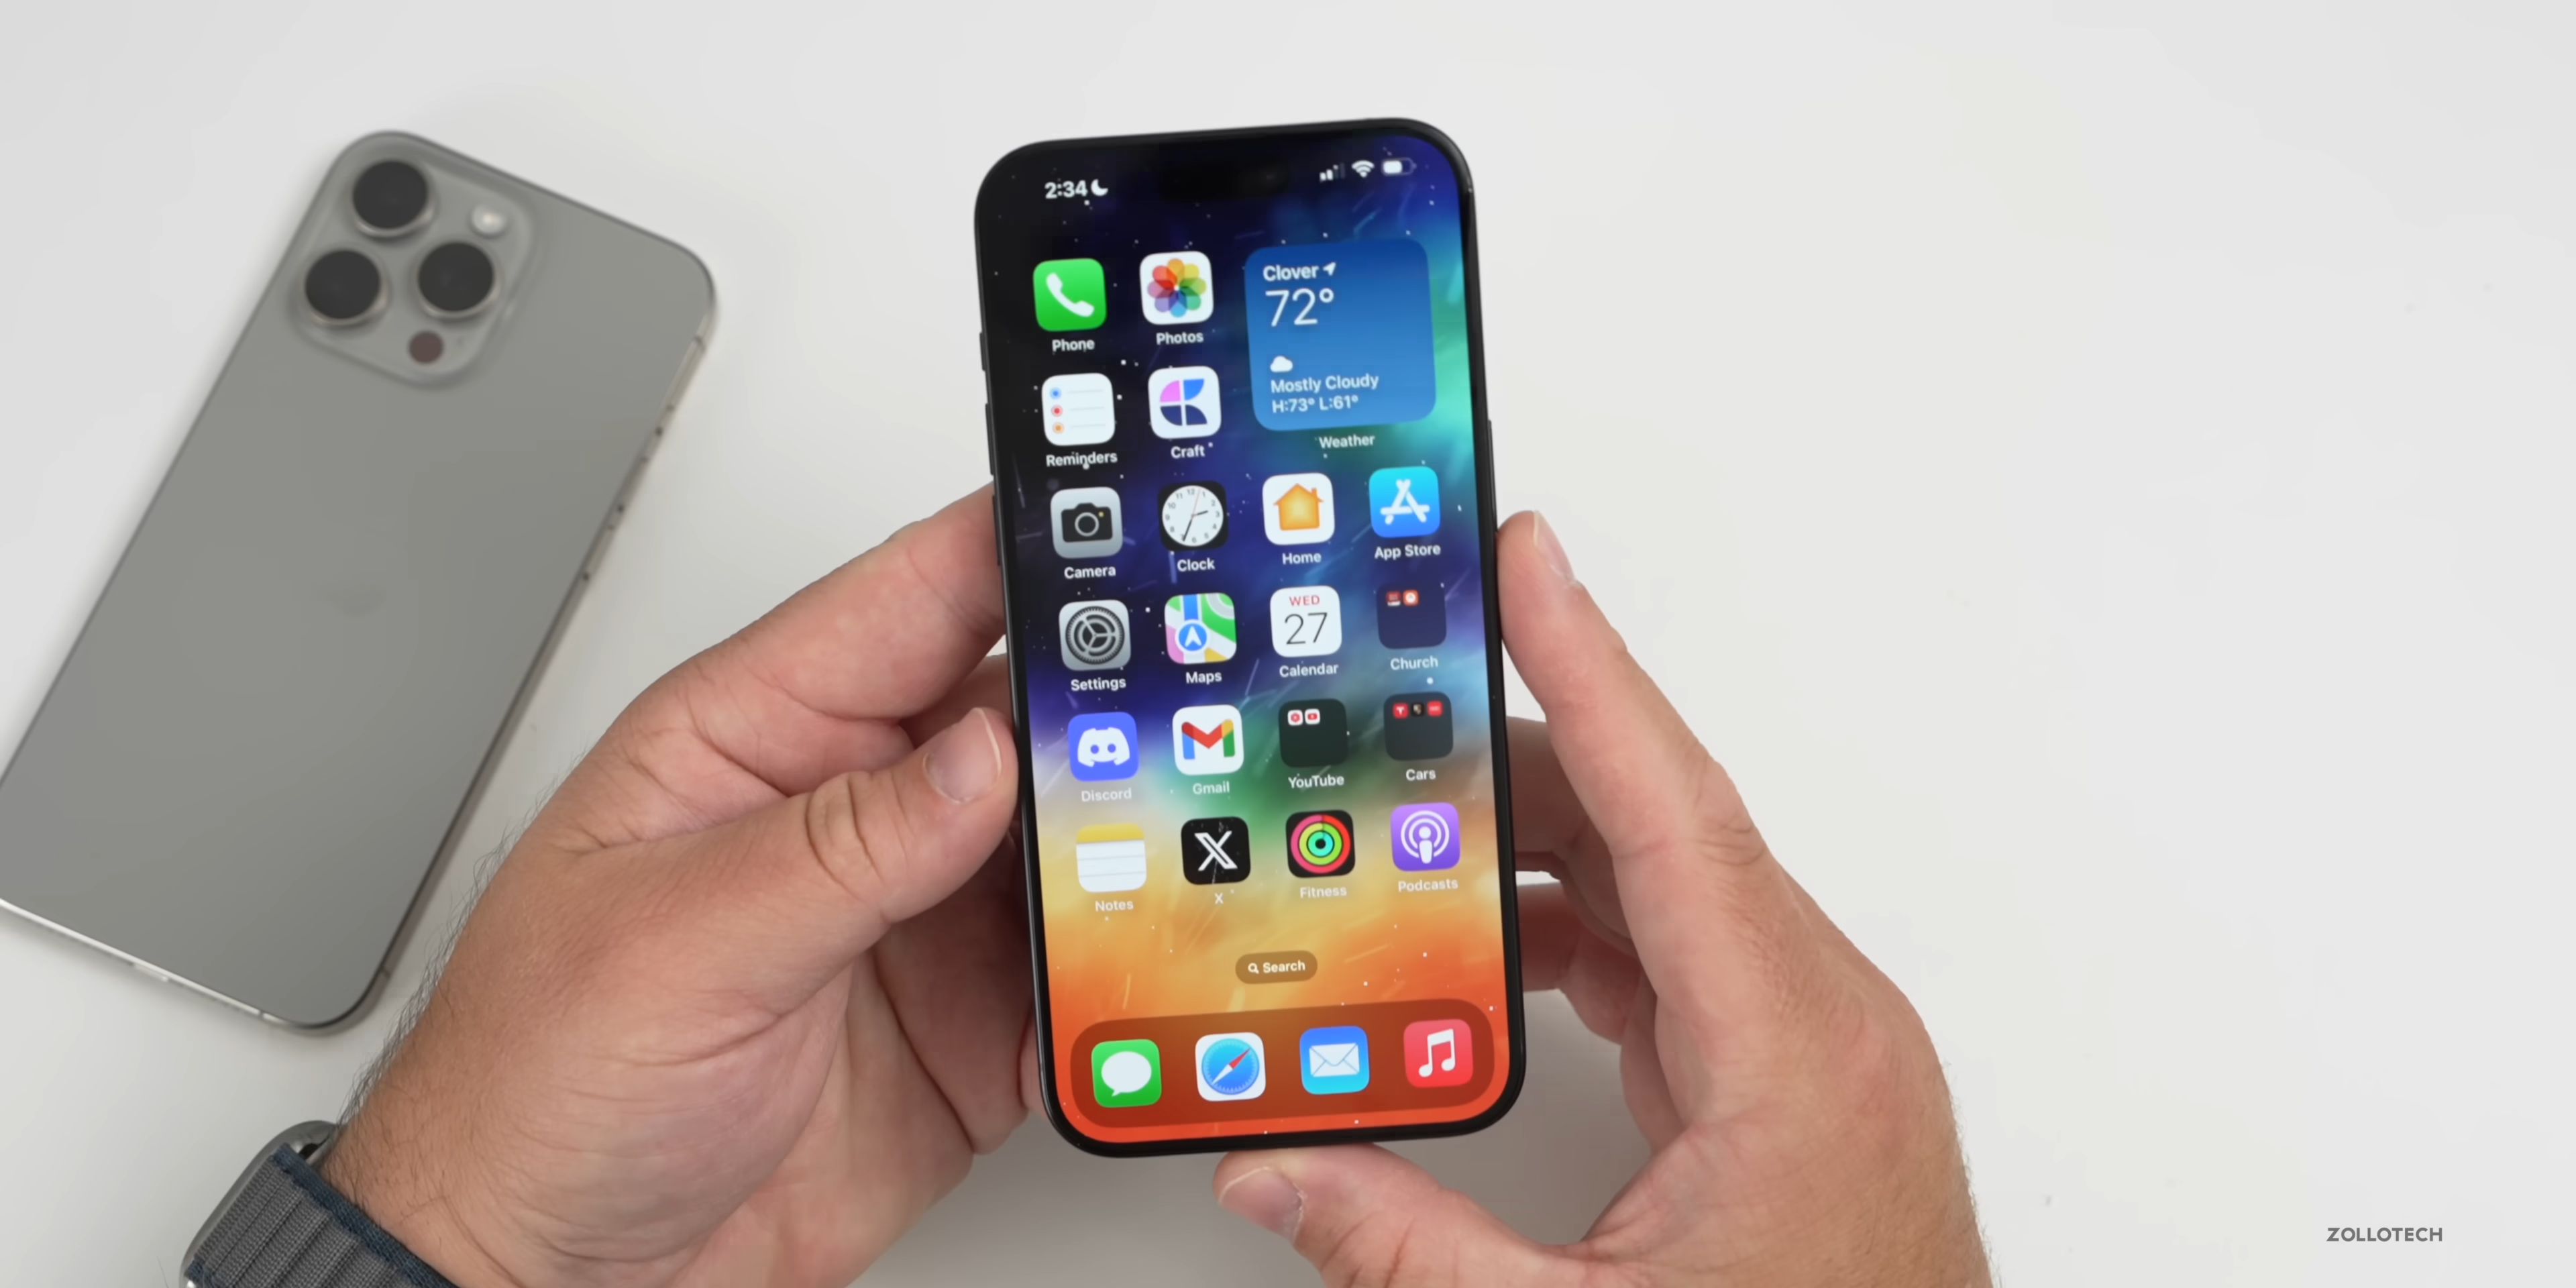 2:34
Clover
72°
Mostly Cloudy
H:73° L:61°
Phone
Photos
Weather
Reminders
Craft
Camera
Clock
Home
App Store
WED
27
Settings
Maps
Calendar
Church
Discord
Gmail
YouTube
Cars
Notes
X
Fitness
Podcasts
Search
ZOLLOTECH